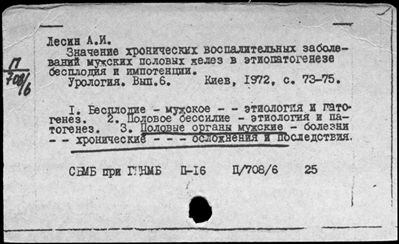 Лесин А.И.
Значение хронических воспалительных заболе-
ваний мужских половых желез в этиопатогенезе
бесплодия и импотенции.
Урология. Вып.6. Киев, 1972, с. 73-75.
П
708/6
I. Бесплодие - мужское - - этиология и пато-
генез. 2. Половое бессилие - этиология и па-
тогенез. 3. Половые органы мужские - болезни
- - хронические - - - осложнения и последствия.
СБМБ при П-16 П/708/6 25